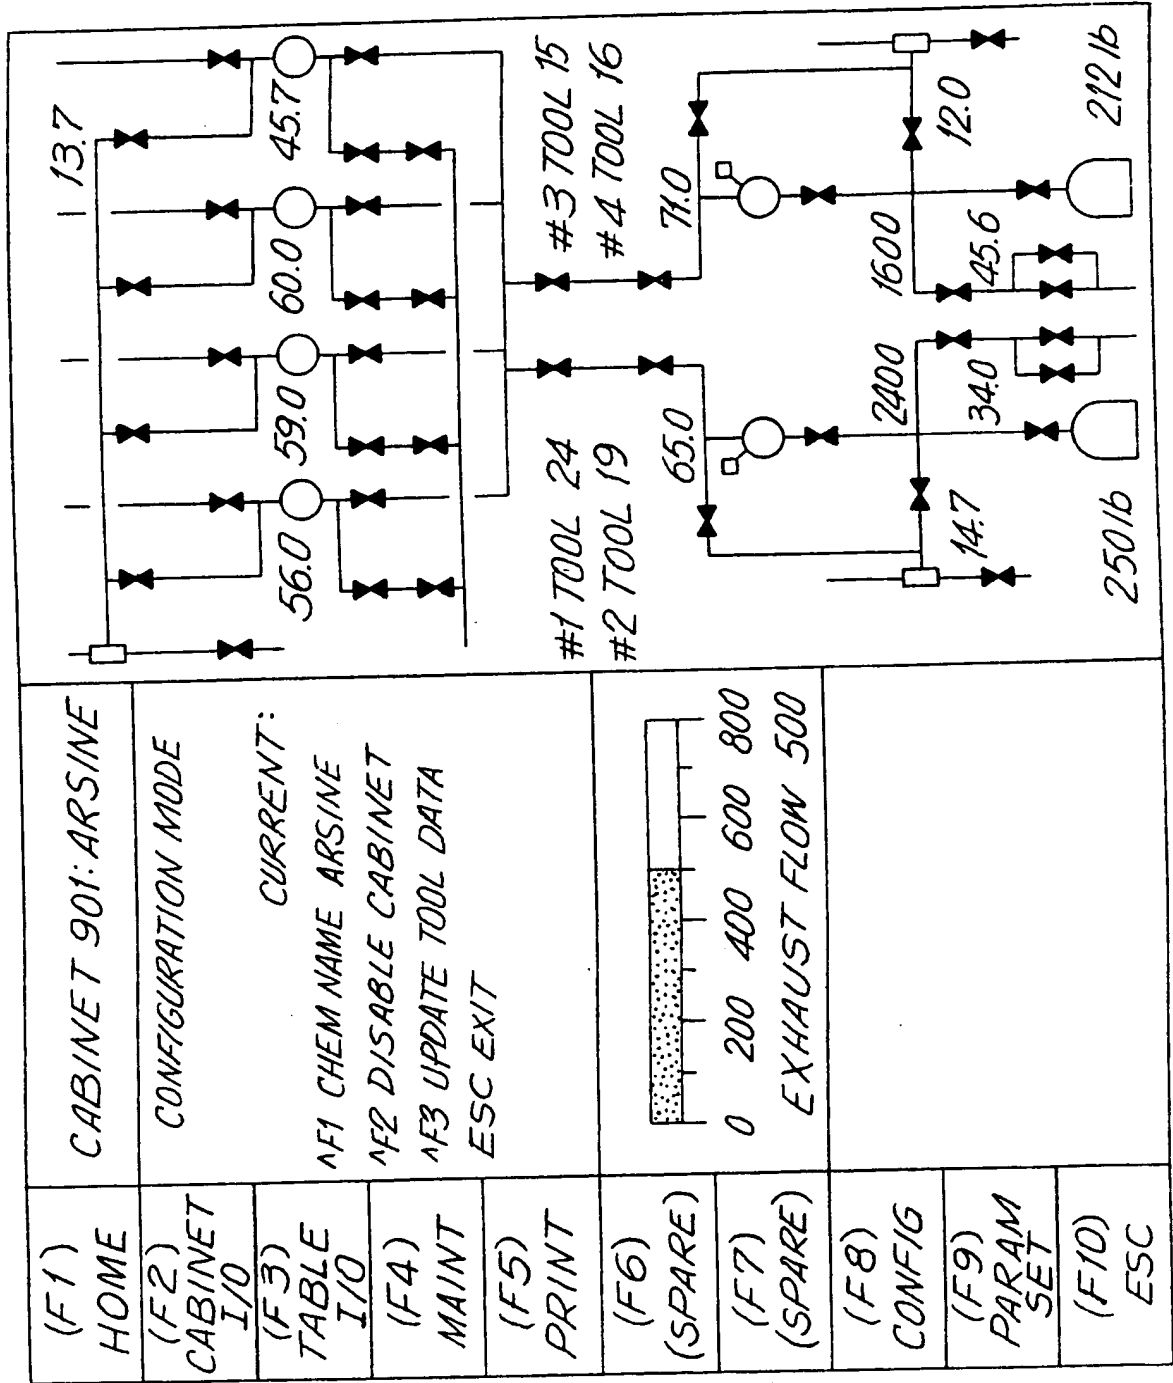 (F1)
HOME
(F2)
CABINET
I/O
(F3)
TABLE
I/O
(F4)
MAINT
(F5)
PRINT
(F6)
(SPARE)
(F7)
(SPARE)
(F8)
CONFIG
(F9)
PARAM
SET
(F10)
ESC
CABINET 901: ARSINE
CONFIGURATION MODE
CURRENT:
^F1 CHEM NAME ARSINE
^F2 DISABLE CABINET
^F3 UPDATE TOOL DATA
ESC EXIT
0 200 400 600 800
EXHAUST FLOW 500
13.7
56.0 59.0 60.0 45.7
#1 TOOL 24 #3 TOOL 15
#2 TOOL 19 #4 TOOL 16
65.0 71.0
2400 1600
14.7 34.0 45.6 12.0
250 lb 212 lb